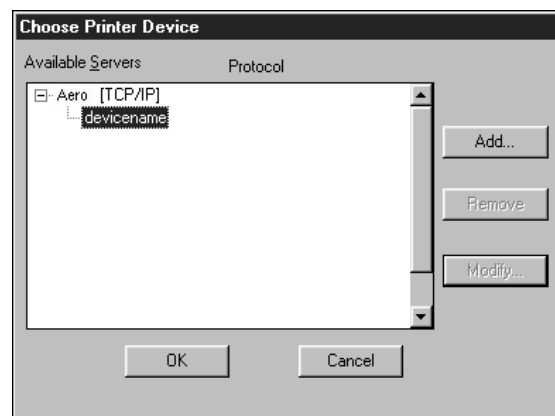 Choose Printer Device
Available Servers Protocol
Aero [TCP/IP]
devicename
Add...
Remove
Modify...
OK Cancel